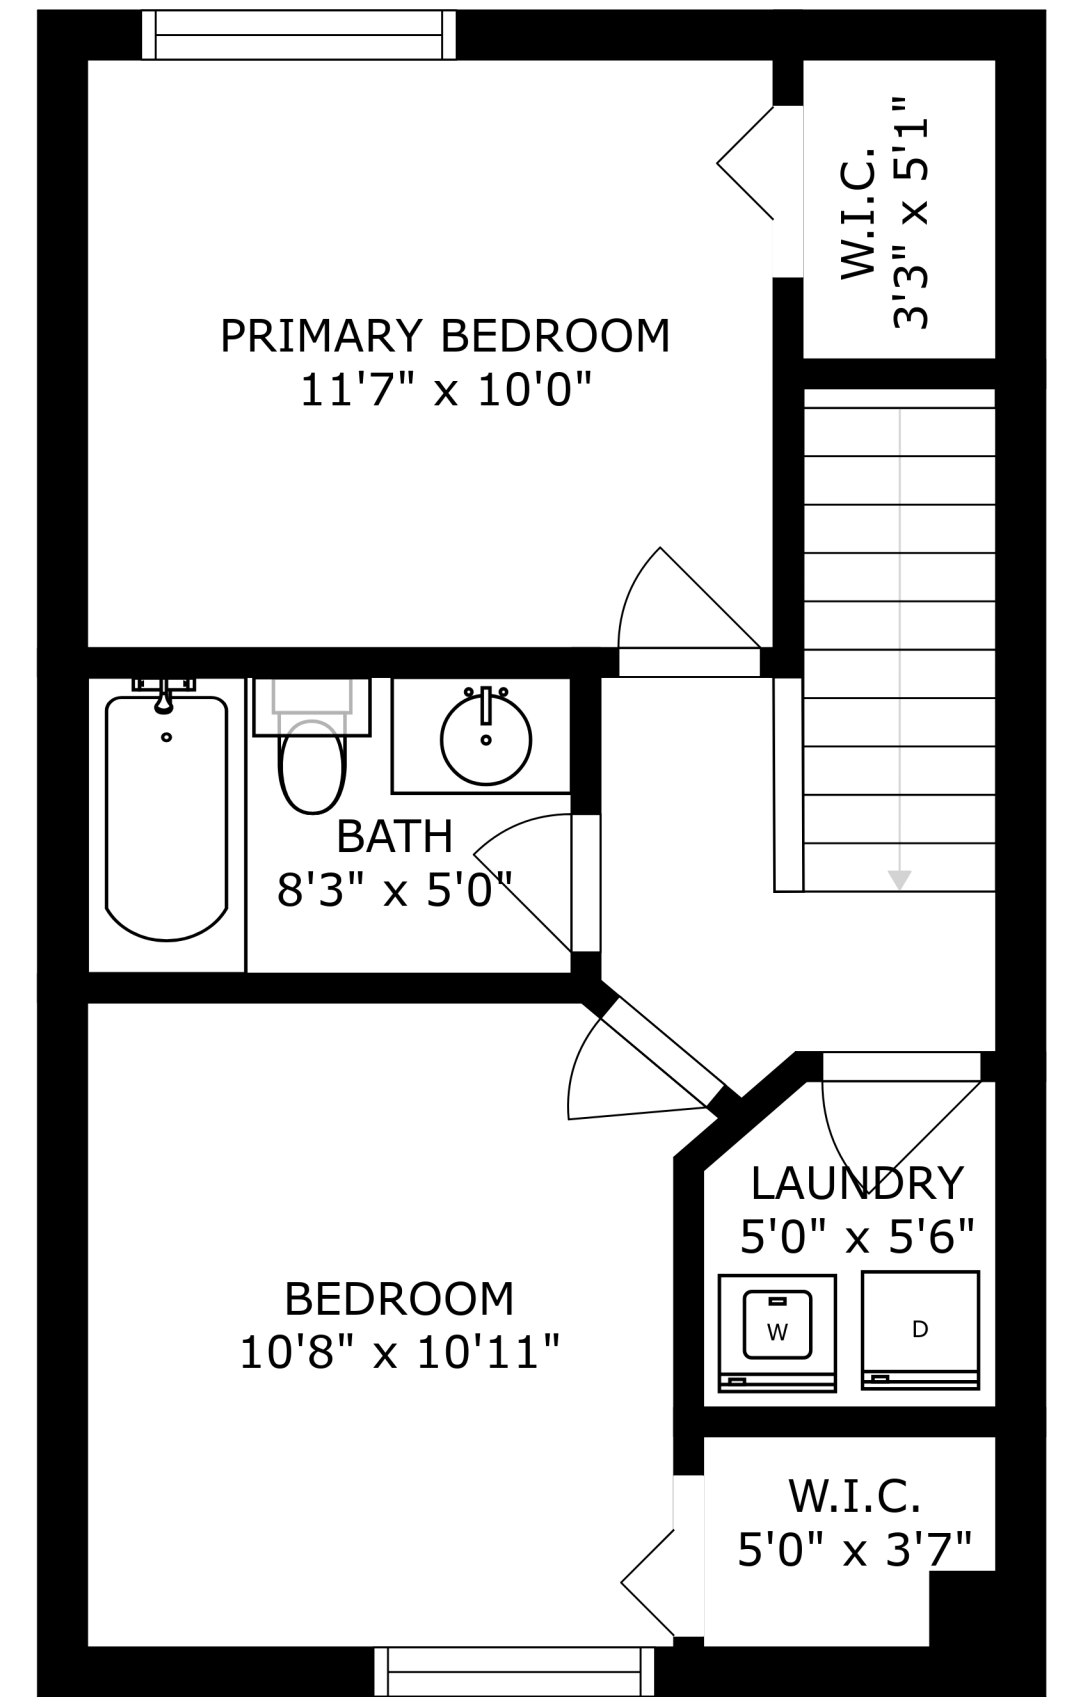 W.I.C.
3'3" x 5'1"
PRIMARY BEDROOM
11'7" x 10'0"
BATH
8'3" x 5'0"
LAUNDRY
5'0" x 5'6"
W
D
BEDROOM
10'8" x 10'11"
W.I.C.
5'0" x 3'7"